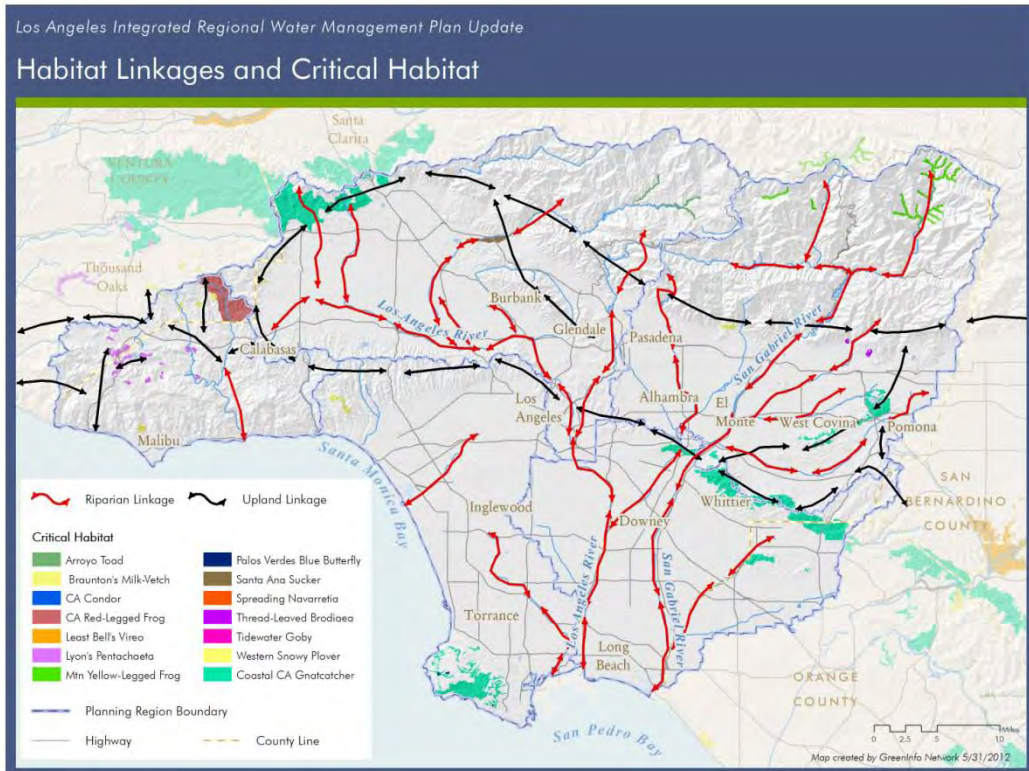 Los Angeles Integrated Regional Water Management Plan Update
Habitat Linkages and Critical Habitat
Santa
Clarita
VENTURA
COUNTY
Thousand
Oaks
Burbank
Los Angeles River
Glendale
Pasadena
San Gabriel River
Calabasas
Los
Angeles
Alhambra
El
Monte
West Covina
Pomona
Malibu
Santa Monica Bay
SAN
BERNARDINO
COUNTY
Whittier
Inglewood
Downey
Los Angeles River
San Gabriel River
Torrance
Long
Beach
ORANGE
COUNTY
San Pedro Bay
Riparian Linkage
Upland Linkage
Critical Habitat
Arroyo Toad
Braunton's Milk-Vetch
CA Condor
CA Red-Legged Frog
Least Bell's Vireo
Lyon's Pentachaeta
Mtn Yellow-Legged Frog
Palos Verdes Blue Butterfly
Santa Ana Sucker
Spreading Navarretia
Thread-Leaved Brodiaea
Tidewater Goby
Western Snowy Plover
Coastal CA Gnatcatcher
Planning Region Boundary
Highway
County Line
Miles
0 2.5 5 10
Map created by GreenInfo Network 5/31/2012